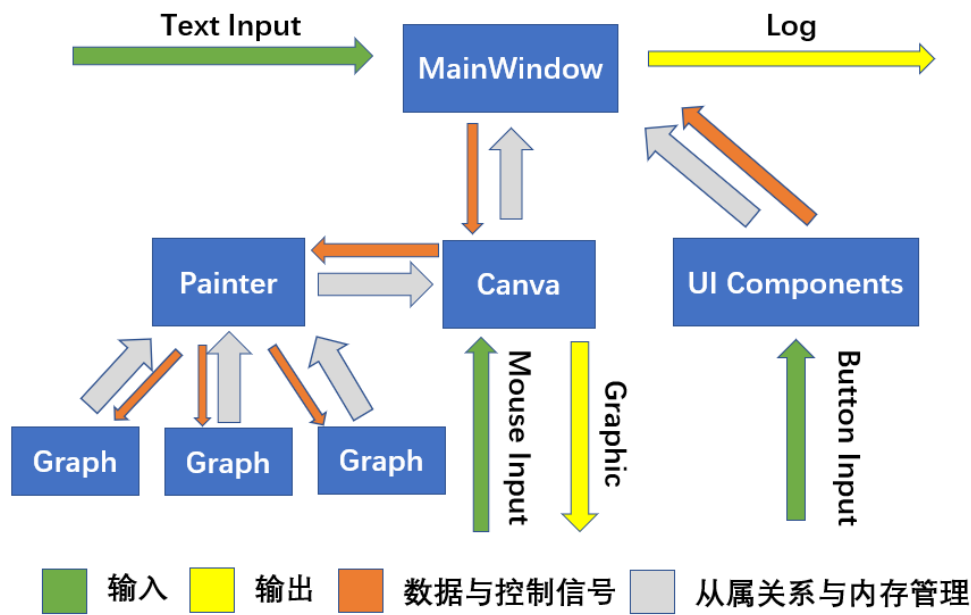 Text Input
Log
MainWindow
Painter
Canva
UI Components
Mouse Input
Graphic
Button Input
Graph
Graph
Graph
输入
输出
数据与控制信号
从属关系与内存管理